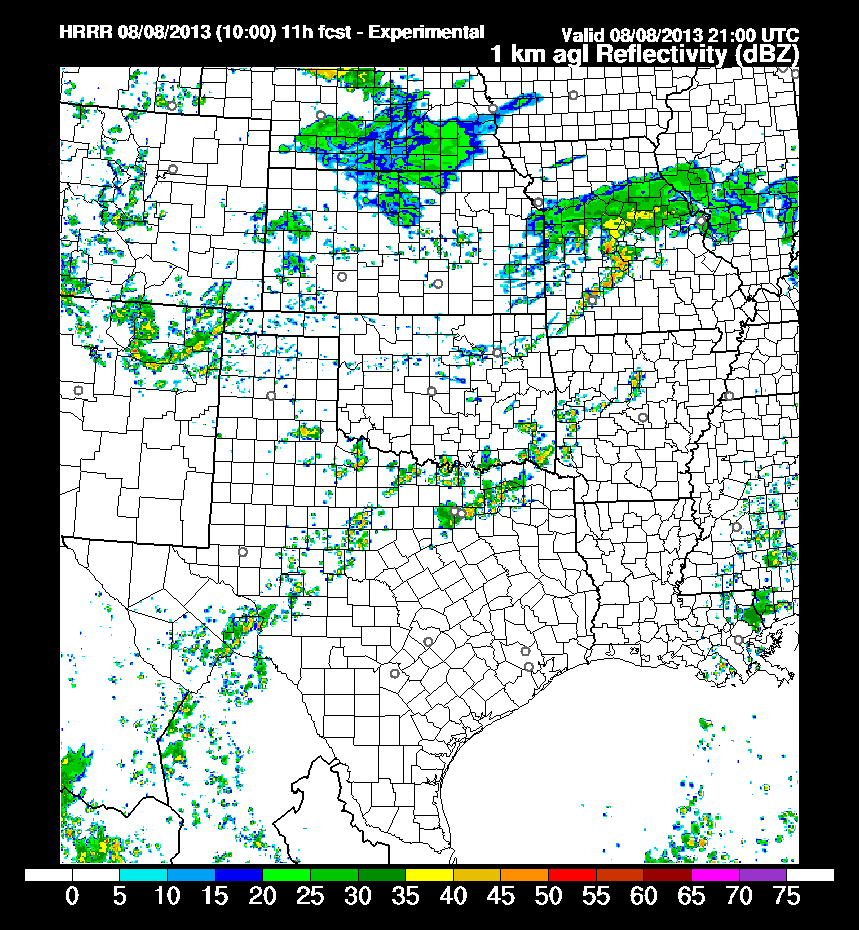 HRRR 08/08/2013 (10:00) 11h fcst - Experimental
Valid 08/08/2013 21:00 UTC
1 km agl Reflectivity (dBZ)
0 5 10 15 20 25 30 35 40 45 50 55 60 65 70 75